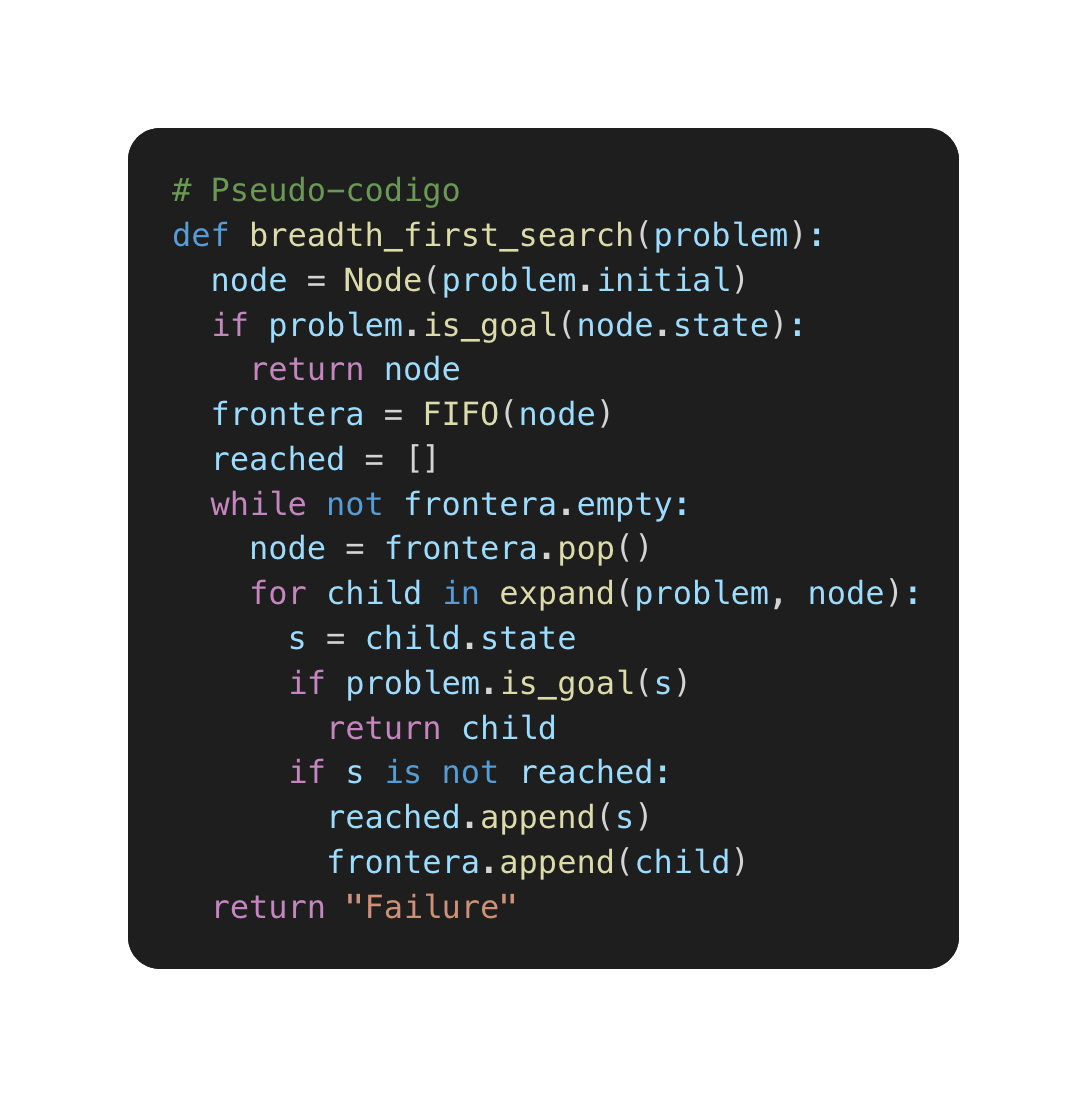 # Pseudo-codigo
def breadth_first_search(problem):
  node = Node(problem.initial)
  if problem.is_goal(node.state):
    return node
  frontera = FIFO(node)
  reached = []
  while not frontera.empty:
    node = frontera.pop()
    for child in expand(problem, node):
      s = child.state
      if problem.is_goal(s)
        return child
      if s is not reached:
        reached.append(s)
        frontera.append(child)
  return "Failure"